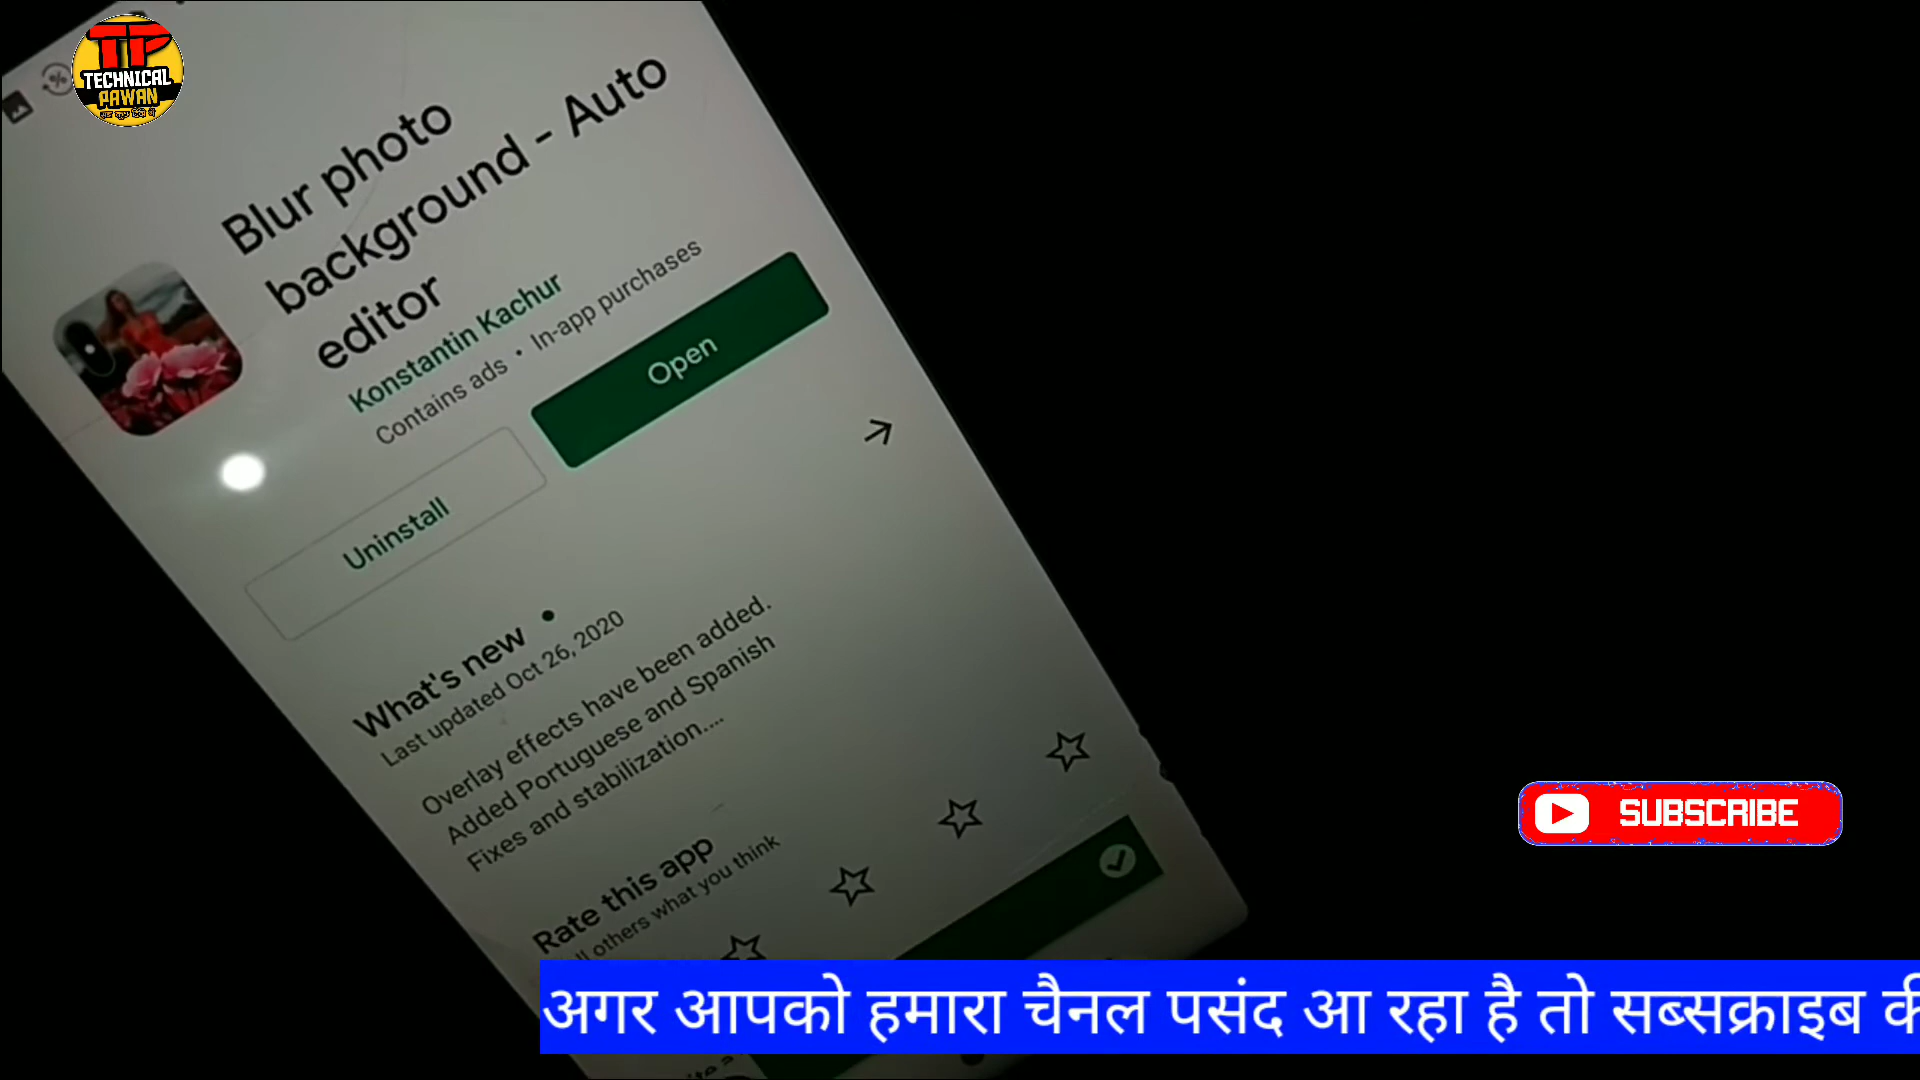 TP
TECHNICAL
PAWAN
Blur photo
background - Auto
editor
Konstantin Kachur
Contains ads • In-app purchases
Uninstall
Open
What's new •
Last updated Oct 26, 2020
Overlay effects have been added.
Added Portuguese and Spanish
Fixes and stabilization....
Rate this app
others what you think
SUBSCRIBE
अगर आपको हमारा चैनल पसंद आ रहा है तो सब्सक्राइब